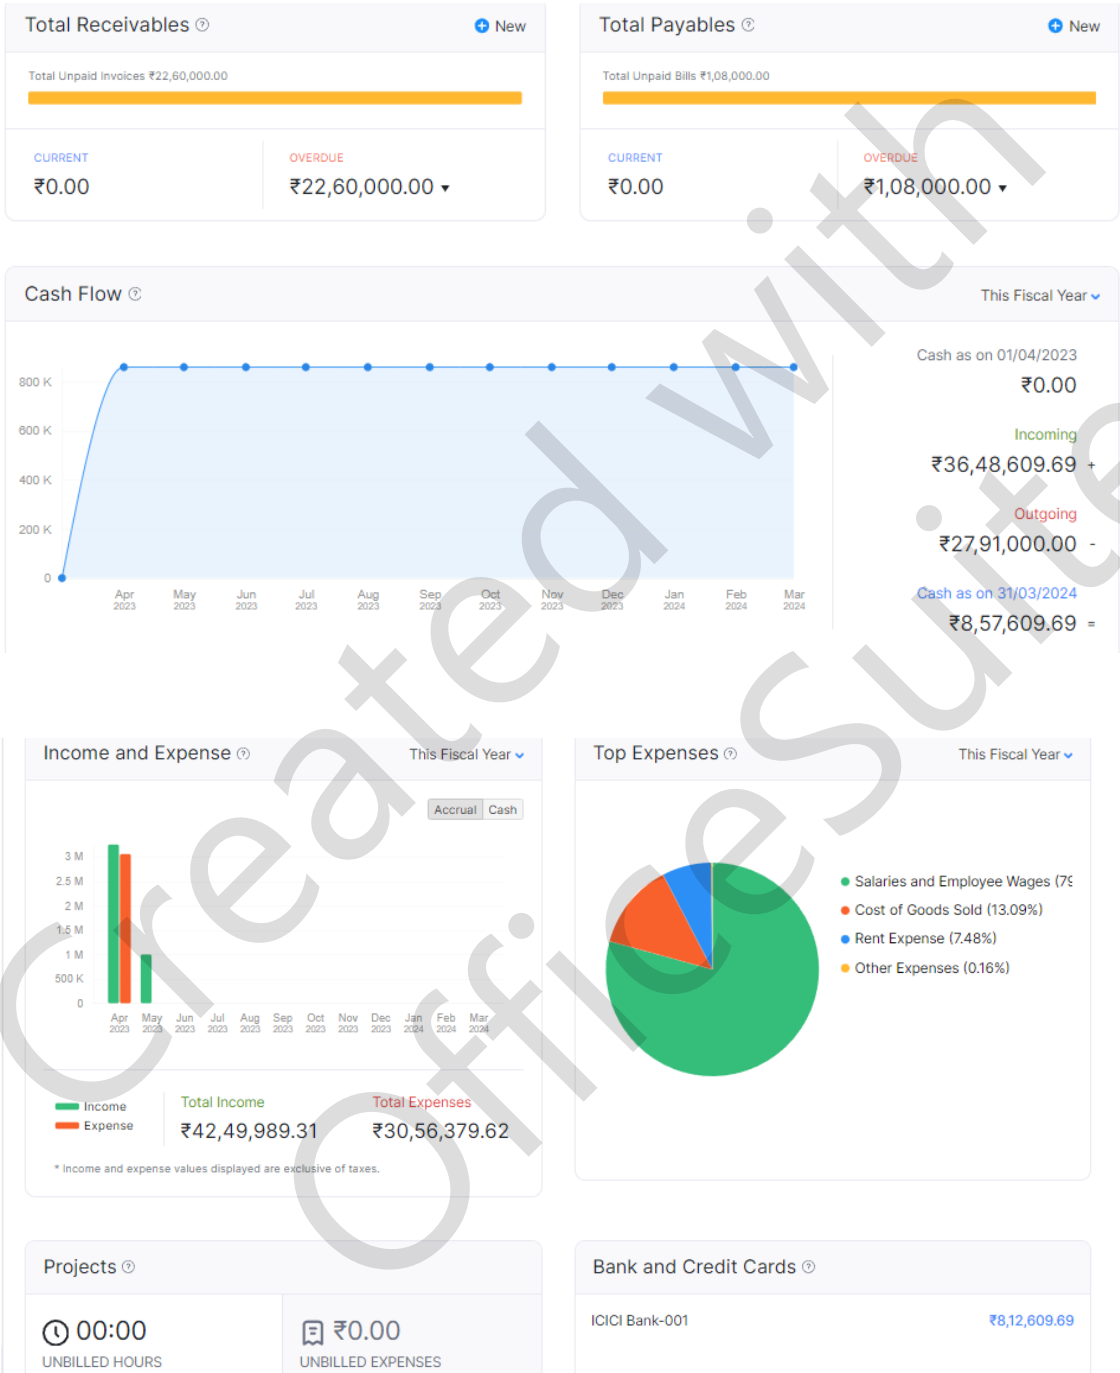 Total Receivables
New
Total Unpaid Invoices ₹22,60,000.00
CURRENT
₹0.00
OVERDUE
₹22,60,000.00
Total Payables
New
Total Unpaid Bills ₹1,08,000.00
CURRENT
₹0.00
OVERDUE
₹1,08,000.00
Cash Flow
This Fiscal Year
800 K
600 K
400 K
200 K
0
Apr 2023
May 2023
Jun 2023
Jul 2023
Aug 2023
Sep 2023
Oct 2023
Nov 2023
Dec 2023
Jan 2024
Feb 2024
Mar 2024
Cash as on 01/04/2023
₹0.00
Incoming
₹36,48,609.69 +
Outgoing
₹27,91,000.00 -
Cash as on 31/03/2024
₹8,57,609.69 =
Income and Expense
This Fiscal Year
Accrual Cash
3 M
2.5 M
2 M
1.5 M
1 M
500 K
0
Apr 2023
May 2023
Jun 2023
Jul 2023
Aug 2023
Sep 2023
Oct 2023
Nov 2023
Dec 2023
Jan 2024
Feb 2024
Mar 2024
Income
Expense
Total Income
₹42,49,989.31
Total Expenses
₹30,56,379.62
* Income and expense values displayed are exclusive of taxes.
Top Expenses
This Fiscal Year
Salaries and Employee Wages (79
Cost of Goods Sold (13.09%)
Rent Expense (7.48%)
Other Expenses (0.16%)
Projects
00:00
UNBILLED HOURS
₹0.00
UNBILLED EXPENSES
Bank and Credit Cards
ICICI Bank-001
₹8,12,609.69
Created with
OfficeSuite